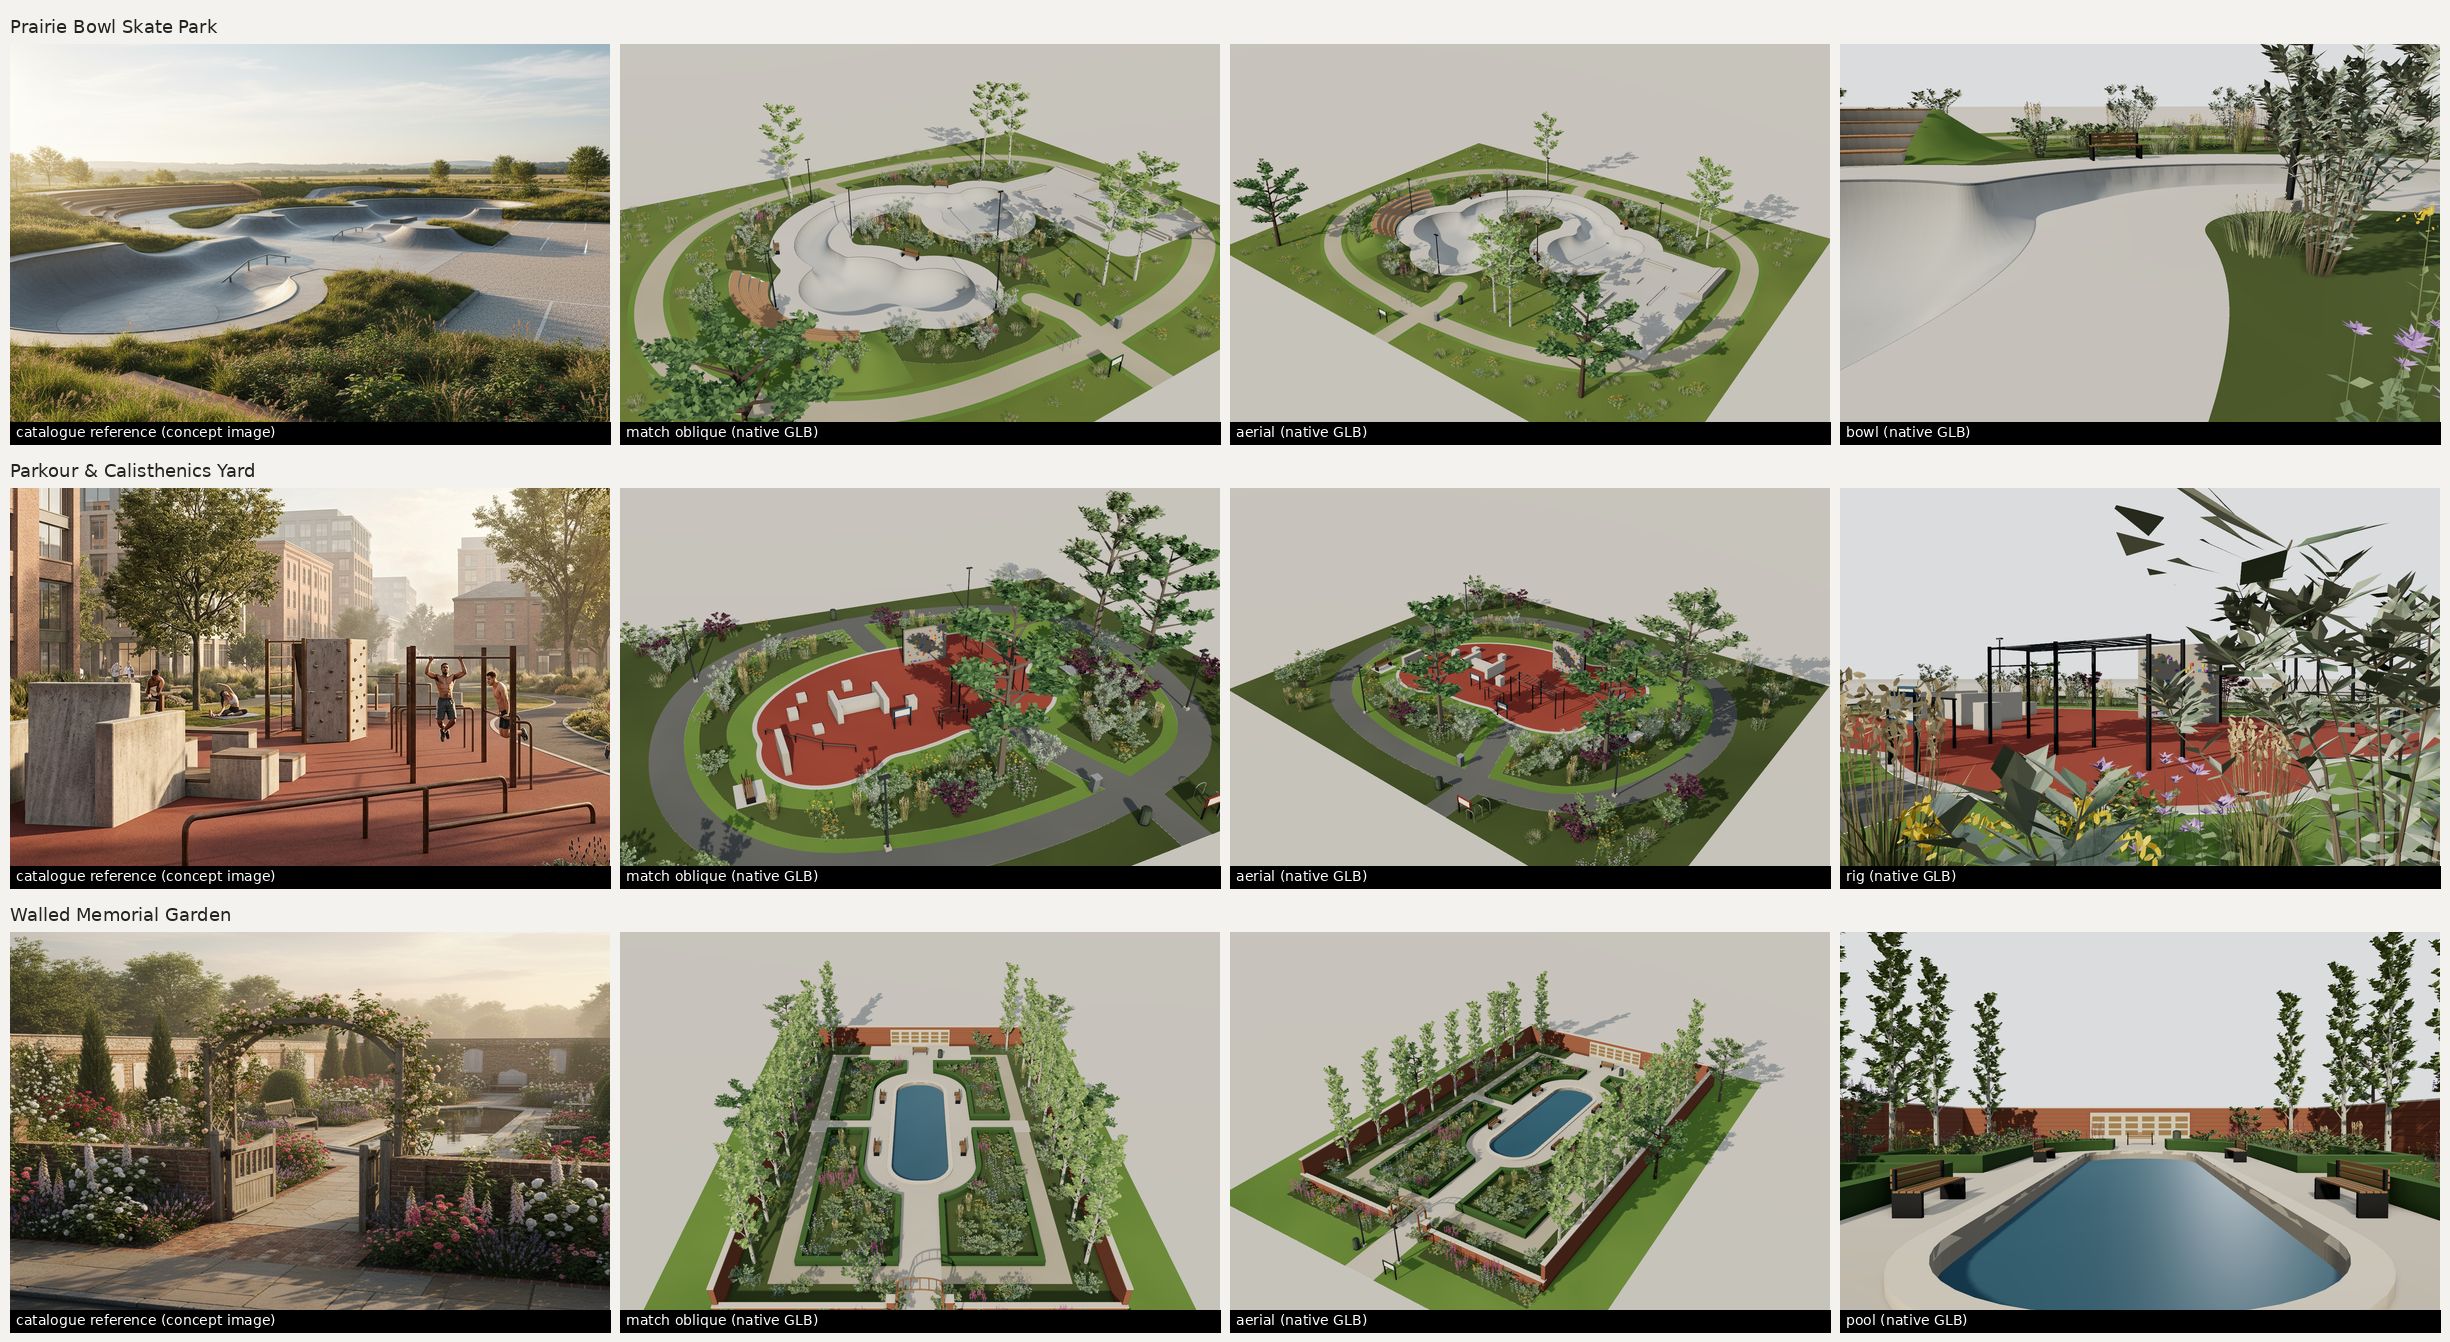 Prairie Bowl Skate Park
catalogue reference (concept image)
match oblique (native GLB)
aerial (native GLB)
bowl (native GLB)
Parkour & Calisthenics Yard
catalogue reference (concept image)
match oblique (native GLB)
aerial (native GLB)
rig (native GLB)
Walled Memorial Garden
catalogue reference (concept image)
match oblique (native GLB)
aerial (native GLB)
pool (native GLB)